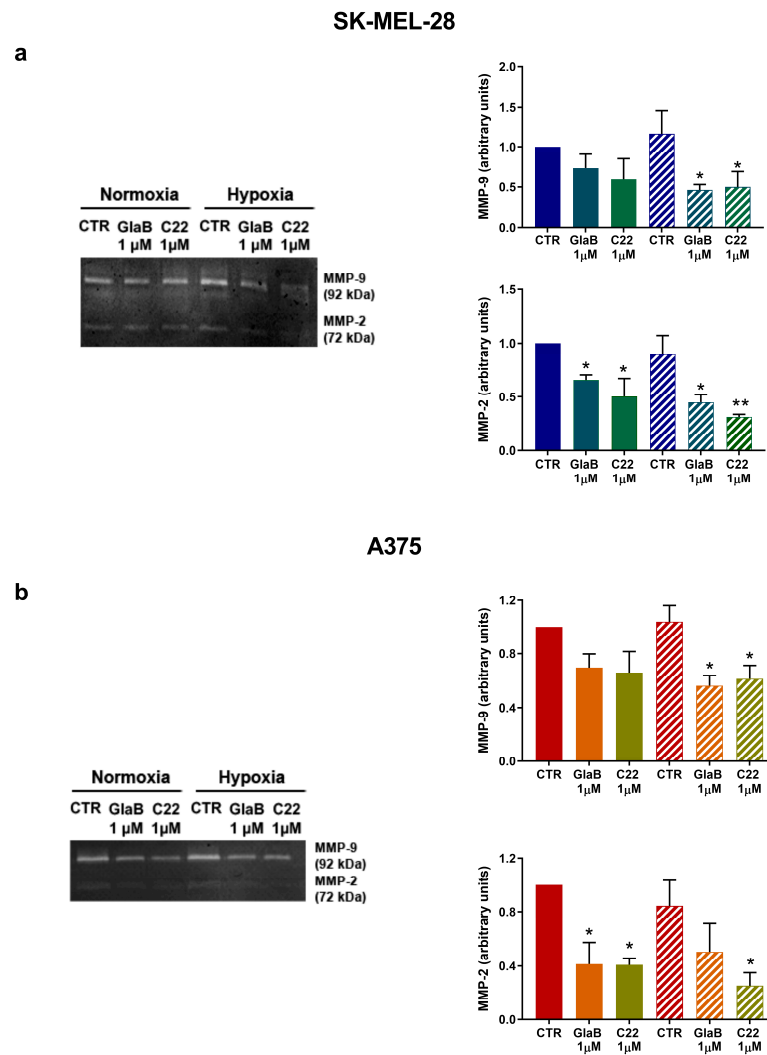 SK-MEL-28
a
Normoxia Hypoxia
CTR GlaB C22 CTR GlaB C22
1 µM 1µM 1 µM 1µM
MMP-9
(92 kDa)
MMP-2
(72 kDa)
MMP-9 (arbitrary units)
2.0
1.5
1.0
0.5
0.0
* *
CTR GlaB C22 CTR GlaB C22
1µM 1µM 1µM 1µM
MMP-2 (arbitrary units)
1.5
1.0
0.5
0.0
* * * **
CTR GlaB C22 CTR GlaB C22
1µM 1µM 1µM 1µM
A375
b
Normoxia Hypoxia
CTR GlaB C22 CTR GlaB C22
1 µM 1µM 1 µM 1µM
MMP-9
(92 kDa)
MMP-2
(72 kDa)
MMP-9 (arbitrary units)
1.2
0.8
0.4
0.0
* *
CTR GlaB C22 CTR GlaB C22
1µM 1µM 1µM 1µM
MMP-2 (arbitrary units)
1.2
0.8
0.4
0.0
* * *
CTR GlaB C22 CTR GlaB C22
1µM 1µM 1µM 1µM